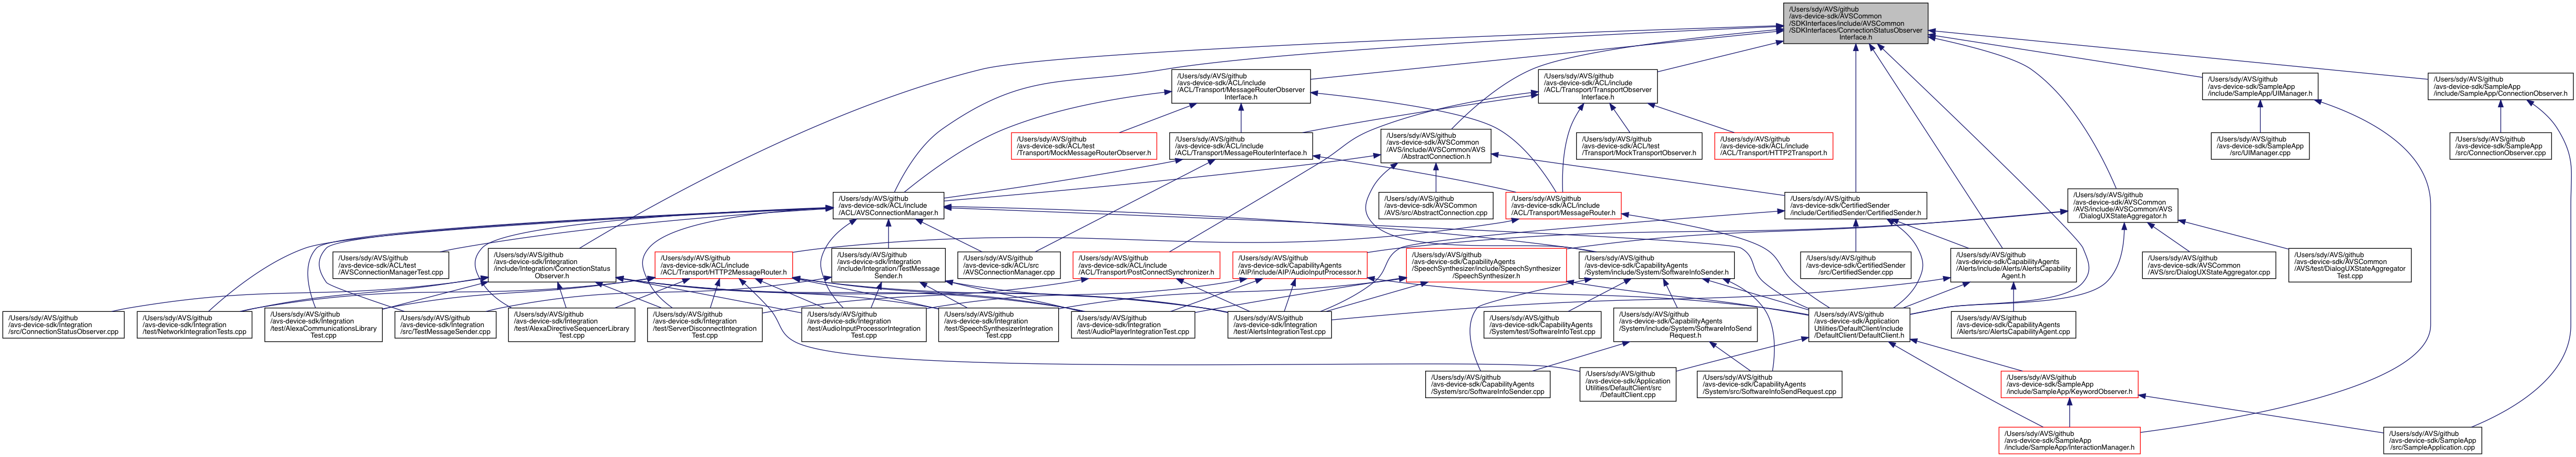 /Users/sdy/AVS/github
/avs-device-sdk/AVSCommon
/SDKInterfaces/include/AVSCommon
/SDKInterfaces/ConnectionStatusObserver
Interface.h
/Users/sdy/AVS/github
/avs-device-sdk/ACL/include
/ACL/Transport/MessageRouterObserver
Interface.h
/Users/sdy/AVS/github
/avs-device-sdk/ACL/include
/ACL/Transport/TransportObserver
Interface.h
/Users/sdy/AVS/github
/avs-device-sdk/SampleApp
/include/SampleApp/UIManager.h
/Users/sdy/AVS/github
/avs-device-sdk/SampleApp
/include/SampleApp/ConnectionObserver.h
/Users/sdy/AVS/github
/avs-device-sdk/ACL/test
/Transport/MockMessageRouterObserver.h
/Users/sdy/AVS/github
/avs-device-sdk/ACL/include
/ACL/Transport/MessageRouterInterface.h
/Users/sdy/AVS/github
/avs-device-sdk/AVSCommon
/AVS/include/AVSCommon/AVS
/AbstractConnection.h
/Users/sdy/AVS/github
/avs-device-sdk/ACL/test
/Transport/MockTransportObserver.h
/Users/sdy/AVS/github
/avs-device-sdk/ACL/include
/ACL/Transport/HTTP2Transport.h
/Users/sdy/AVS/github
/avs-device-sdk/SampleApp
/src/UIManager.cpp
/Users/sdy/AVS/github
/avs-device-sdk/SampleApp
/src/ConnectionObserver.cpp
/Users/sdy/AVS/github
/avs-device-sdk/ACL/include
/ACL/AVSConnectionManager.h
/Users/sdy/AVS/github
/avs-device-sdk/AVSCommon
/AVS/src/AbstractConnection.cpp
/Users/sdy/AVS/github
/avs-device-sdk/ACL/include
/ACL/Transport/MessageRouter.h
/Users/sdy/AVS/github
/avs-device-sdk/CertifiedSender
/include/CertifiedSender/CertifiedSender.h
/Users/sdy/AVS/github
/avs-device-sdk/AVSCommon
/AVS/include/AVSCommon/AVS
/DialogUXStateAggregator.h
/Users/sdy/AVS/github
/avs-device-sdk/ACL/test
/AVSConnectionManagerTest.cpp
/Users/sdy/AVS/github
/avs-device-sdk/Integration
/include/Integration/ConnectionStatus
Observer.h
/Users/sdy/AVS/github
/avs-device-sdk/ACL/include
/ACL/Transport/HTTP2MessageRouter.h
/Users/sdy/AVS/github
/avs-device-sdk/Integration
/include/Integration/TestMessage
Sender.h
/Users/sdy/AVS/github
/avs-device-sdk/ACL/src
/AVSConnectionManager.cpp
/Users/sdy/AVS/github
/avs-device-sdk/ACL/include
/ACL/Transport/PostConnectSynchronizer.h
/Users/sdy/AVS/github
/avs-device-sdk/CapabilityAgents
/AIP/include/AIP/AudioInputProcessor.h
/Users/sdy/AVS/github
/avs-device-sdk/CapabilityAgents
/SpeechSynthesizer/include/SpeechSynthesizer
/SpeechSynthesizer.h
/Users/sdy/AVS/github
/avs-device-sdk/CapabilityAgents
/System/include/System/SoftwareInfoSender.h
/Users/sdy/AVS/github
/avs-device-sdk/CertifiedSender
/src/CertifiedSender.cpp
/Users/sdy/AVS/github
/avs-device-sdk/CapabilityAgents
/Alerts/include/Alerts/AlertsCapability
Agent.h
/Users/sdy/AVS/github
/avs-device-sdk/AVSCommon
/AVS/src/DialogUXStateAggregator.cpp
/Users/sdy/AVS/github
/avs-device-sdk/AVSCommon
/AVS/test/DialogUXStateAggregator
Test.cpp
/Users/sdy/AVS/github
/avs-device-sdk/Integration
/src/ConnectionStatusObserver.cpp
/Users/sdy/AVS/github
/avs-device-sdk/Integration
/test/NetworkIntegrationTests.cpp
/Users/sdy/AVS/github
/avs-device-sdk/Integration
/test/AlexaCommunicationsLibrary
Test.cpp
/Users/sdy/AVS/github
/avs-device-sdk/Integration
/src/TestMessageSender.cpp
/Users/sdy/AVS/github
/avs-device-sdk/Integration
/test/AlexaDirectiveSequencerLibrary
Test.cpp
/Users/sdy/AVS/github
/avs-device-sdk/Integration
/test/ServerDisconnectIntegration
Test.cpp
/Users/sdy/AVS/github
/avs-device-sdk/Integration
/test/AudioInputProcessorIntegration
Test.cpp
/Users/sdy/AVS/github
/avs-device-sdk/Integration
/test/SpeechSynthesizerIntegration
Test.cpp
/Users/sdy/AVS/github
/avs-device-sdk/Integration
/test/AudioPlayerIntegrationTest.cpp
/Users/sdy/AVS/github
/avs-device-sdk/Integration
/test/AlertsIntegrationTest.cpp
/Users/sdy/AVS/github
/avs-device-sdk/CapabilityAgents
/System/test/SoftwareInfoTest.cpp
/Users/sdy/AVS/github
/avs-device-sdk/CapabilityAgents
/System/include/System/SoftwareInfoSend
Request.h
/Users/sdy/AVS/github
/avs-device-sdk/Application
Utilities/DefaultClient/include
/DefaultClient/DefaultClient.h
/Users/sdy/AVS/github
/avs-device-sdk/CapabilityAgents
/Alerts/src/AlertsCapabilityAgent.cpp
/Users/sdy/AVS/github
/avs-device-sdk/CapabilityAgents
/System/src/SoftwareInfoSender.cpp
/Users/sdy/AVS/github
/avs-device-sdk/Application
Utilities/DefaultClient/src
/DefaultClient.cpp
/Users/sdy/AVS/github
/avs-device-sdk/CapabilityAgents
/System/src/SoftwareInfoSendRequest.cpp
/Users/sdy/AVS/github
/avs-device-sdk/SampleApp
/include/SampleApp/KeywordObserver.h
/Users/sdy/AVS/github
/avs-device-sdk/SampleApp
/include/SampleApp/InteractionManager.h
/Users/sdy/AVS/github
/avs-device-sdk/SampleApp
/src/SampleApplication.cpp